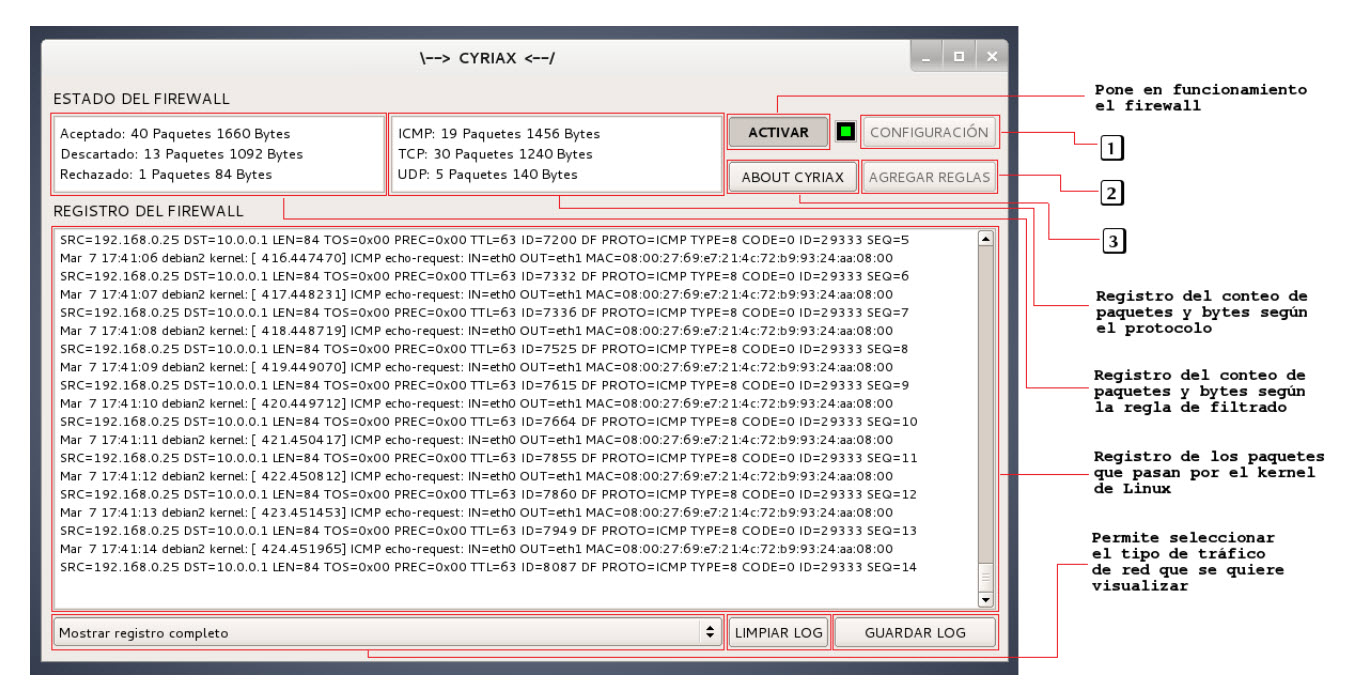 \--> CYRIAX <--/
ESTADO DEL FIREWALL
Aceptado: 40 Paquetes 1660 Bytes
Descartado: 13 Paquetes 1092 Bytes
Rechazado: 1 Paquetes 84 Bytes
ICMP: 19 Paquetes 1456 Bytes
TCP: 30 Paquetes 1240 Bytes
UDP: 5 Paquetes 140 Bytes
ACTIVAR
CONFIGURACIÓN
ABOUT CYRIAX
AGREGAR REGLAS
REGISTRO DEL FIREWALL
SRC=192.168.0.25 DST=10.0.0.1 LEN=84 TOS=0x00 PREC=0x00 TTL=63 ID=7200 DF PROTO=ICMP TYPE=8 CODE=0 ID=29333 SEQ=5
Mar 7 17:41:06 debian2 kernel: [ 416.447470] ICMP echo-request: IN=eth0 OUT=eth1 MAC=08:00:27:69:e7:21:4c:72:b9:93:24:aa:08:00
SRC=192.168.0.25 DST=10.0.0.1 LEN=84 TOS=0x00 PREC=0x00 TTL=63 ID=7332 DF PROTO=ICMP TYPE=8 CODE=0 ID=29333 SEQ=6
Mar 7 17:41:07 debian2 kernel: [ 417.448231] ICMP echo-request: IN=eth0 OUT=eth1 MAC=08:00:27:69:e7:21:4c:72:b9:93:24:aa:08:00
SRC=192.168.0.25 DST=10.0.0.1 LEN=84 TOS=0x00 PREC=0x00 TTL=63 ID=7336 DF PROTO=ICMP TYPE=8 CODE=0 ID=29333 SEQ=7
Mar 7 17:41:08 debian2 kernel: [ 418.448719] ICMP echo-request: IN=eth0 OUT=eth1 MAC=08:00:27:69:e7:21:4c:72:b9:93:24:aa:08:00
SRC=192.168.0.25 DST=10.0.0.1 LEN=84 TOS=0x00 PREC=0x00 TTL=63 ID=7525 DF PROTO=ICMP TYPE=8 CODE=0 ID=29333 SEQ=8
Mar 7 17:41:09 debian2 kernel: [ 419.449070] ICMP echo-request: IN=eth0 OUT=eth1 MAC=08:00:27:69:e7:21:4c:72:b9:93:24:aa:08:00
SRC=192.168.0.25 DST=10.0.0.1 LEN=84 TOS=0x00 PREC=0x00 TTL=63 ID=7615 DF PROTO=ICMP TYPE=8 CODE=0 ID=29333 SEQ=9
Mar 7 17:41:10 debian2 kernel: [ 420.449712] ICMP echo-request: IN=eth0 OUT=eth1 MAC=08:00:27:69:e7:21:4c:72:b9:93:24:aa:08:00
SRC=192.168.0.25 DST=10.0.0.1 LEN=84 TOS=0x00 PREC=0x00 TTL=63 ID=7664 DF PROTO=ICMP TYPE=8 CODE=0 ID=29333 SEQ=10
Mar 7 17:41:11 debian2 kernel: [ 421.450417] ICMP echo-request: IN=eth0 OUT=eth1 MAC=08:00:27:69:e7:21:4c:72:b9:93:24:aa:08:00
SRC=192.168.0.25 DST=10.0.0.1 LEN=84 TOS=0x00 PREC=0x00 TTL=63 ID=7855 DF PROTO=ICMP TYPE=8 CODE=0 ID=29333 SEQ=11
Mar 7 17:41:12 debian2 kernel: [ 422.450812] ICMP echo-request: IN=eth0 OUT=eth1 MAC=08:00:27:69:e7:21:4c:72:b9:93:24:aa:08:00
SRC=192.168.0.25 DST=10.0.0.1 LEN=84 TOS=0x00 PREC=0x00 TTL=63 ID=7860 DF PROTO=ICMP TYPE=8 CODE=0 ID=29333 SEQ=12
Mar 7 17:41:13 debian2 kernel: [ 423.451453] ICMP echo-request: IN=eth0 OUT=eth1 MAC=08:00:27:69:e7:21:4c:72:b9:93:24:aa:08:00
SRC=192.168.0.25 DST=10.0.0.1 LEN=84 TOS=0x00 PREC=0x00 TTL=63 ID=7949 DF PROTO=ICMP TYPE=8 CODE=0 ID=29333 SEQ=13
Mar 7 17:41:14 debian2 kernel: [ 424.451965] ICMP echo-request: IN=eth0 OUT=eth1 MAC=08:00:27:69:e7:21:4c:72:b9:93:24:aa:08:00
SRC=192.168.0.25 DST=10.0.0.1 LEN=84 TOS=0x00 PREC=0x00 TTL=63 ID=8087 DF PROTO=ICMP TYPE=8 CODE=0 ID=29333 SEQ=14
Mostrar registro completo
LIMPIAR LOG
GUARDAR LOG
Pone en funcionamiento
el firewall
1
2
3
Registro del conteo de
paquetes y bytes según
el protocolo
Registro del conteo de
paquetes y bytes según
la regla de filtrado
Registro de los paquetes
que pasan por el kernel
de Linux
Permite seleccionar
el tipo de tráfico
de red que se quiere
visualizar